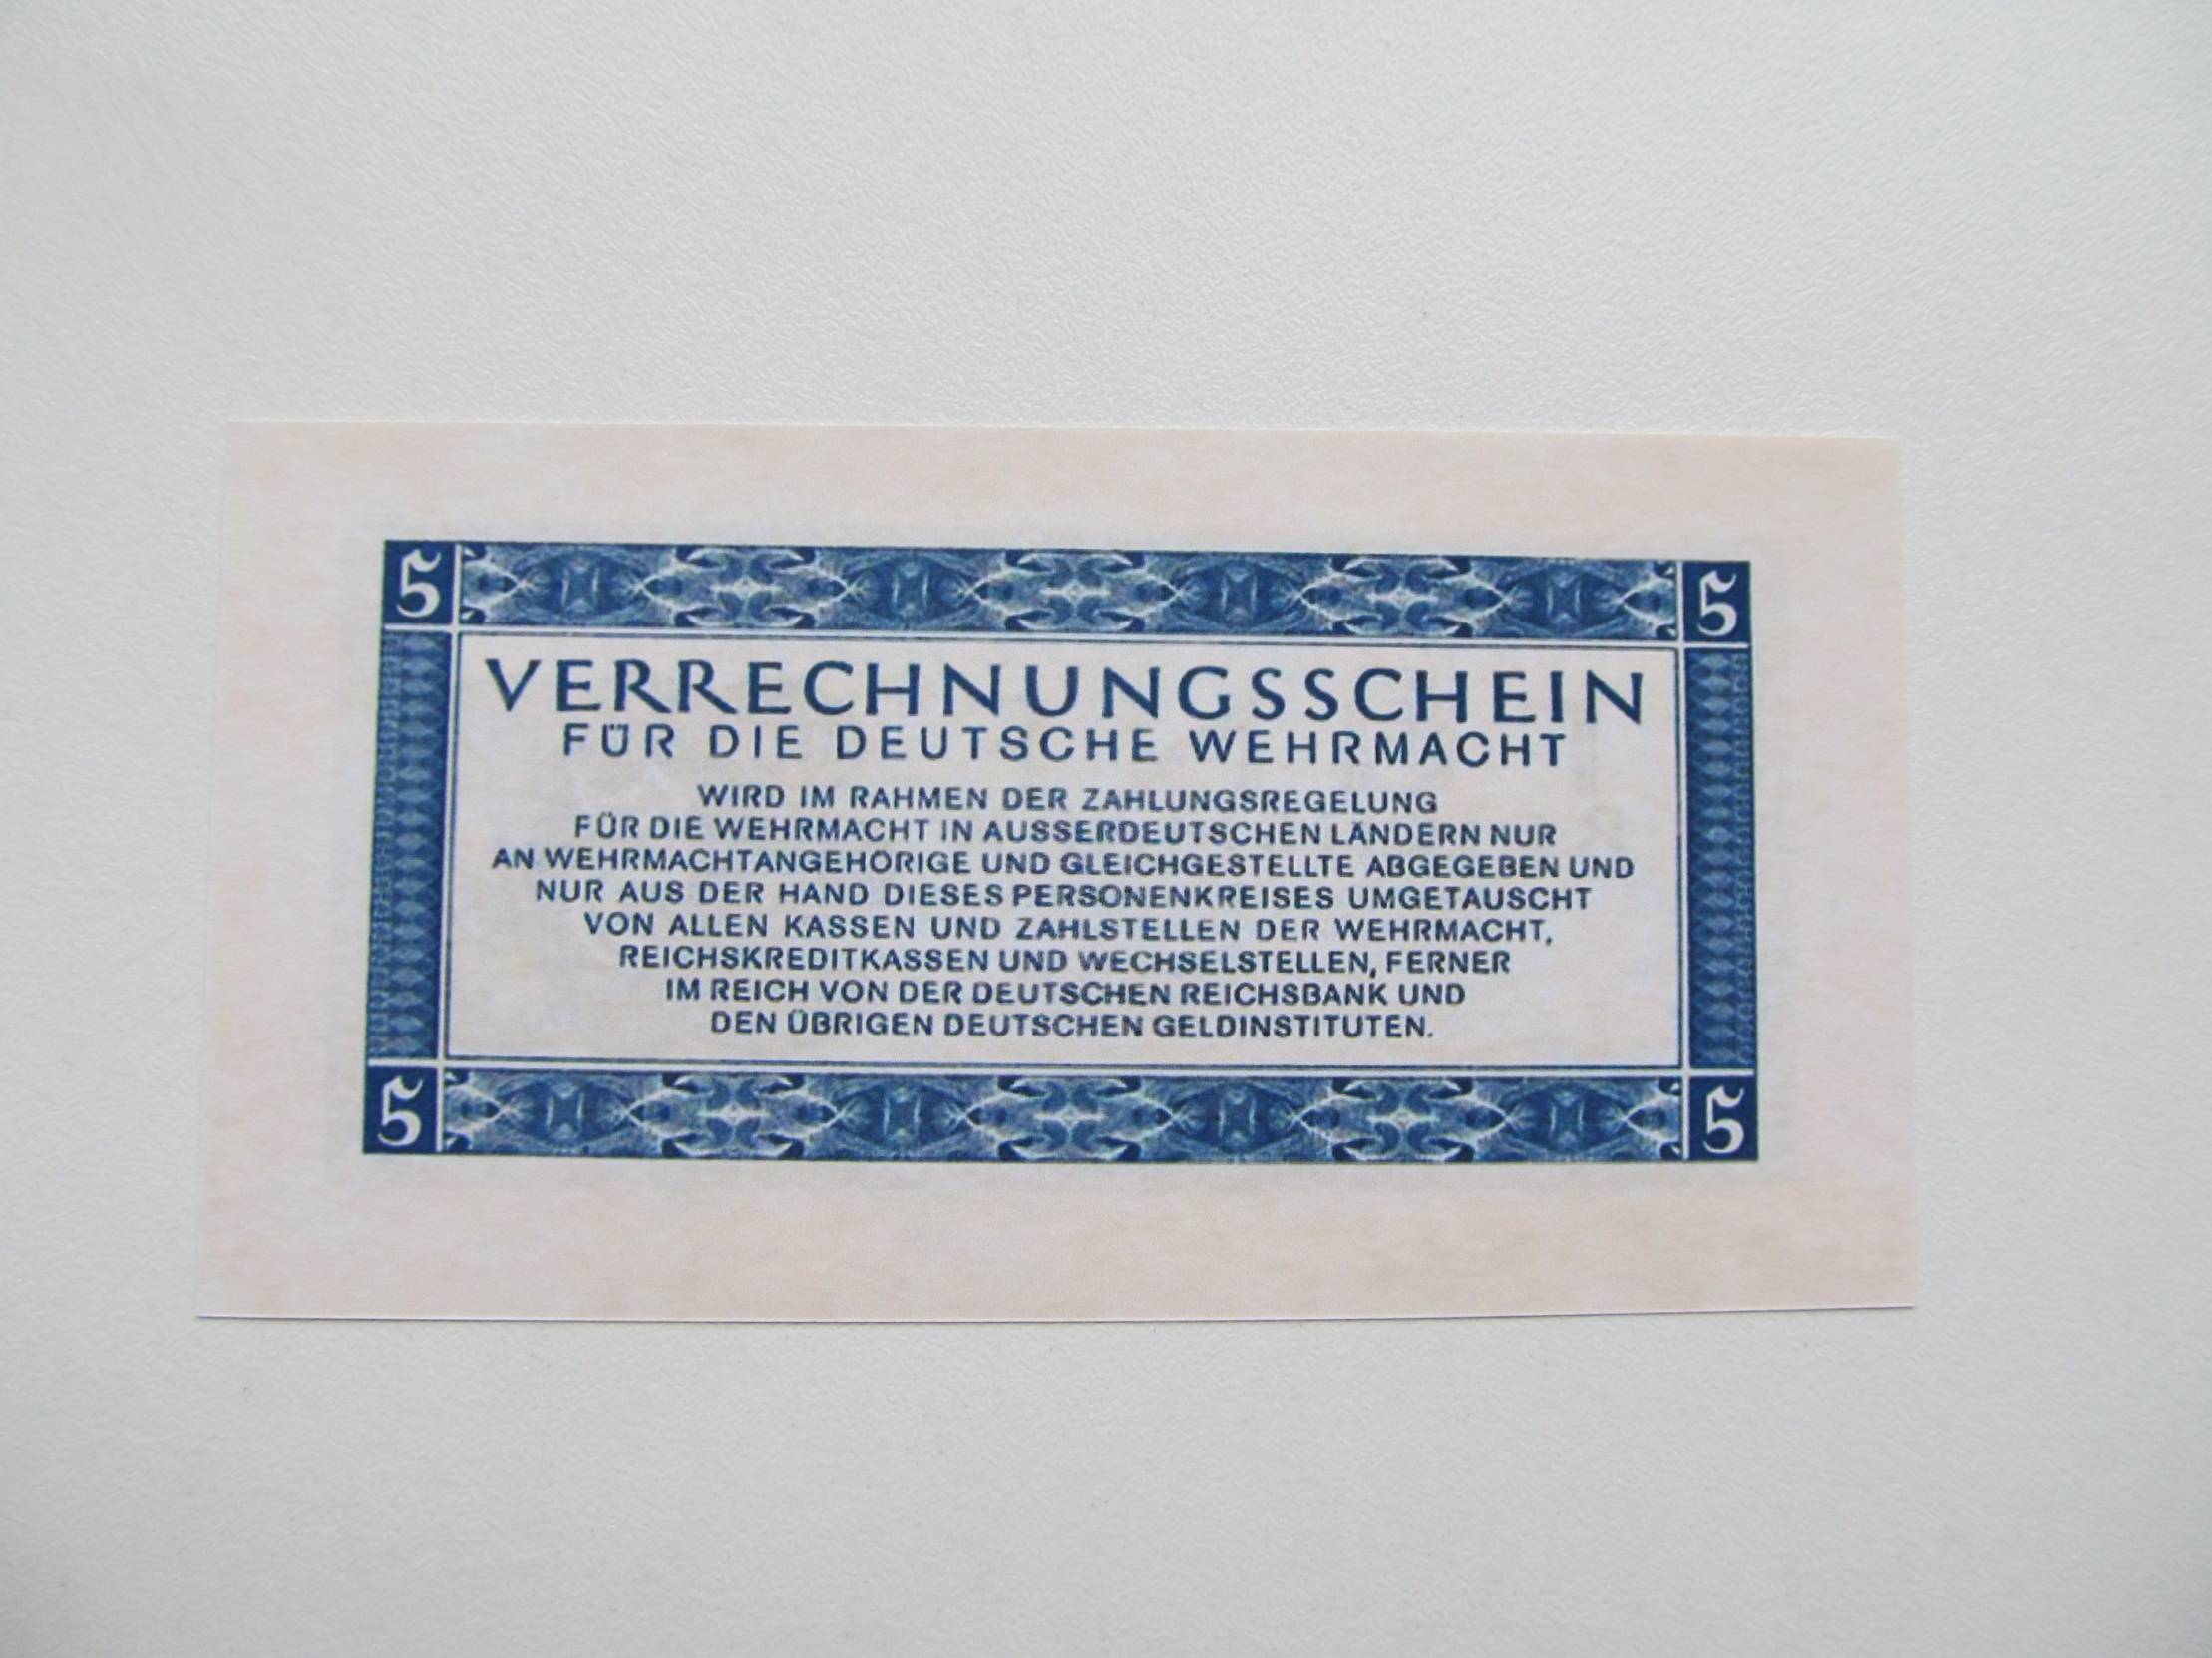 5 5
VERRECHNUNGSSCHEIN
FÜR DIE DEUTSCHE WEHRMACHT
WIRD IM RAHMEN DER ZAHLUNGSREGELUNG
FÜR DIE WEHRMACHT IN AUSSERDEUTSCHEN LÄNDERN NUR
AN WEHRMACHTANGEHÖRIGE UND GLEICHGESTELLTE ABGEGEBEN UND
NUR AUS DER HAND DIESES PERSONENKREISES UMGETAUSCHT
VON ALLEN KASSEN UND ZAHLSTELLEN DER WEHRMACHT,
REICHSKREDITKASSEN UND WECHSELSTELLEN, FERNER
IM REICH VON DER DEUTSCHEN REICHSBANK UND
DEN ÜBRIGEN DEUTSCHEN GELDINSTITUTEN.
5 5